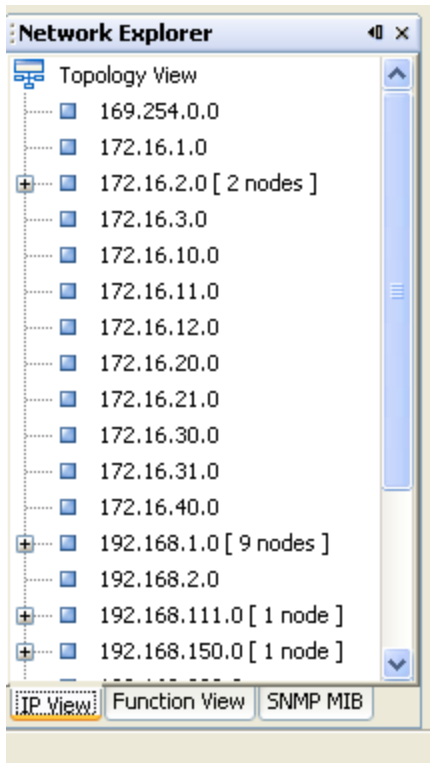 Network Explorer
Topology View
169.254.0.0
172.16.1.0
172.16.2.0 [ 2 nodes ]
172.16.3.0
172.16.10.0
172.16.11.0
172.16.12.0
172.16.20.0
172.16.21.0
172.16.30.0
172.16.31.0
172.16.40.0
192.168.1.0 [ 9 nodes ]
192.168.2.0
192.168.111.0 [ 1 node ]
192.168.150.0 [ 1 node ]
IP View Function View SNMP MIB